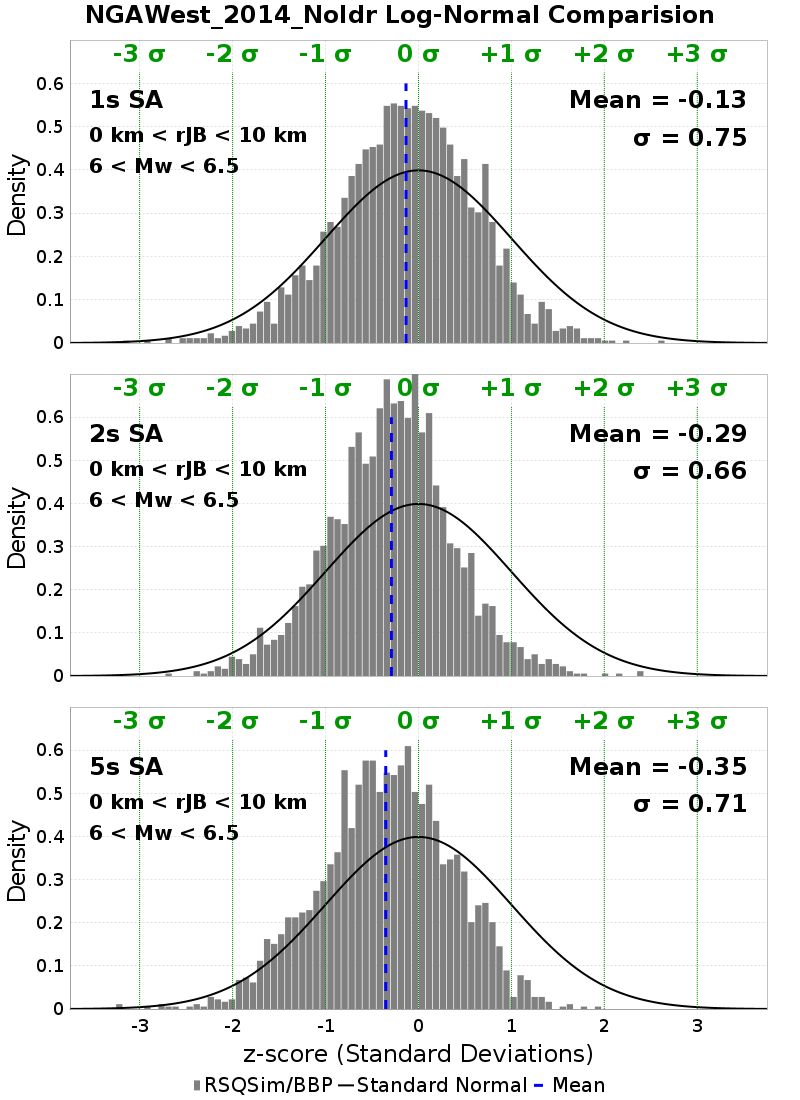 NGAWest_2014_NoIdr Log-Normal Comparision
-3 σ -2 σ -1 σ 0 σ +1 σ +2 σ +3 σ
1s SA
Mean = -0.13
0 km < rJB < 10 km
σ = 0.75
6 < Mw < 6.5
Density
0.6
0.5
0.4
0.3
0.2
0.1
0
-3 σ -2 σ -1 σ 0 σ +1 σ +2 σ +3 σ
2s SA
Mean = -0.29
0 km < rJB < 10 km
σ = 0.66
6 < Mw < 6.5
Density
0.6
0.5
0.4
0.3
0.2
0.1
0
-3 σ -2 σ -1 σ 0 σ +1 σ +2 σ +3 σ
5s SA
Mean = -0.35
0 km < rJB < 10 km
σ = 0.71
6 < Mw < 6.5
Density
0.6
0.5
0.4
0.3
0.2
0.1
0
-3 -2 -1 0 1 2 3
z-score (Standard Deviations)
RSQSim/BBP Standard Normal Mean